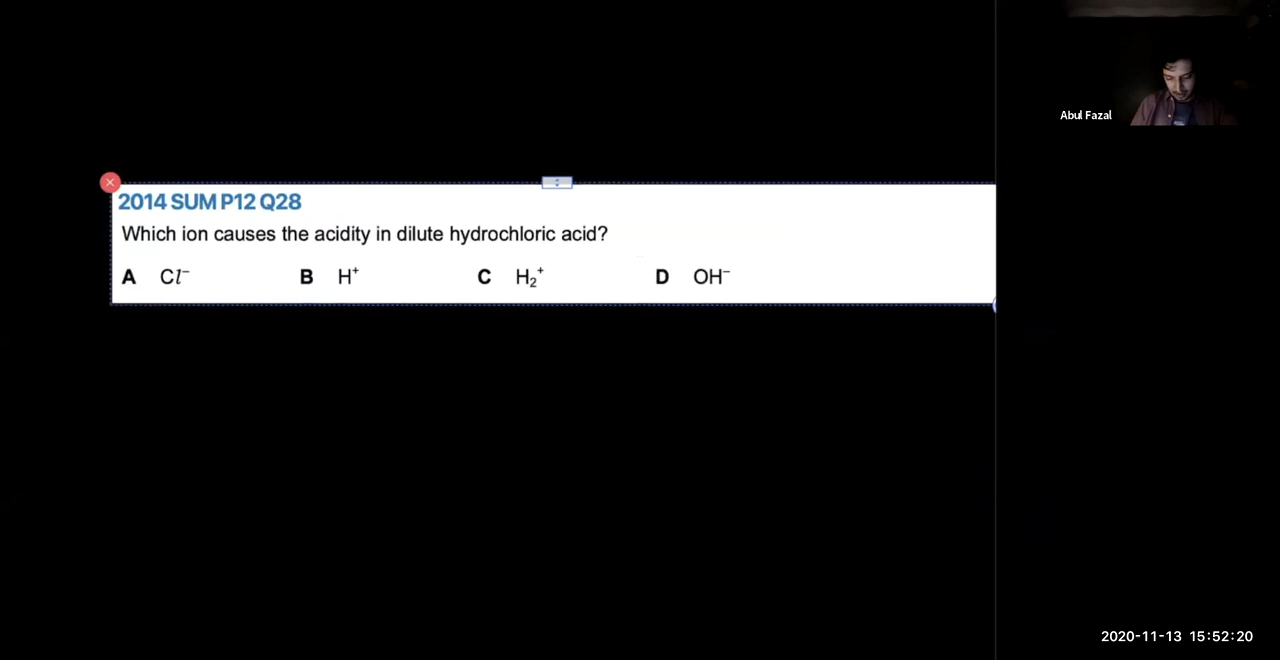 Abul Fazal
2014 SUM P12 Q28
Which ion causes the acidity in dilute hydrochloric acid?
A Cl⁻ B H⁺ C H₂⁺ D OH⁻
2020-11-13 15:52:20